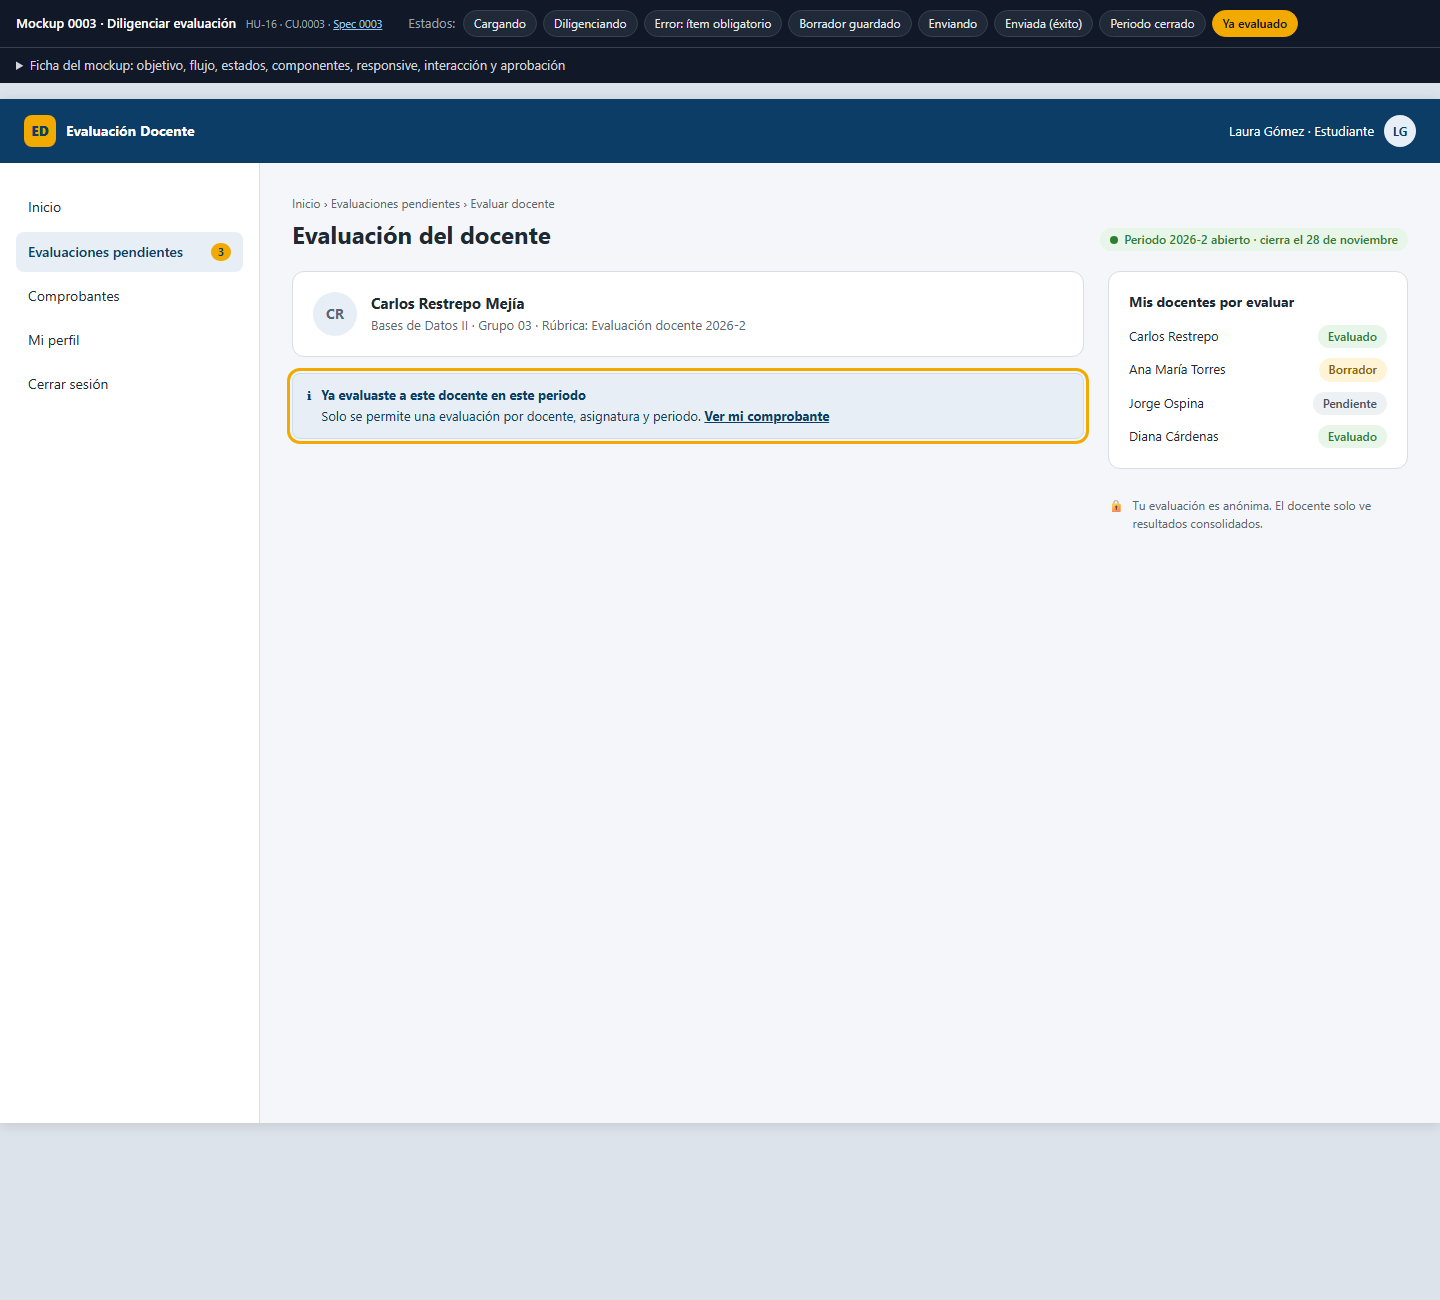 Mockup 0003 · Diligenciar evaluación HU-16 · CU.0003 · Spec 0003 Estados: Cargando Diligenciando Error: ítem obligatorio Borrador guardado Enviando Enviada (éxito) Periodo cerrado Ya evaluado
▶ Ficha del mockup: objetivo, flujo, estados, componentes, responsive, interacción y aprobación
ED Evaluación Docente
Laura Gómez · Estudiante LG
Inicio
Evaluaciones pendientes 3
Comprobantes
Mi perfil
Cerrar sesión
Inicio › Evaluaciones pendientes › Evaluar docente
Evaluación del docente
Periodo 2026-2 abierto · cierra el 28 de noviembre
CR
Carlos Restrepo Mejía
Bases de Datos II · Grupo 03 · Rúbrica: Evaluación docente 2026-2
ℹ Ya evaluaste a este docente en este periodo
Solo se permite una evaluación por docente, asignatura y periodo. Ver mi comprobante
Mis docentes por evaluar
Carlos Restrepo Evaluado
Ana María Torres Borrador
Jorge Ospina Pendiente
Diana Cárdenas Evaluado
Tu evaluación es anónima. El docente solo ve
resultados consolidados.